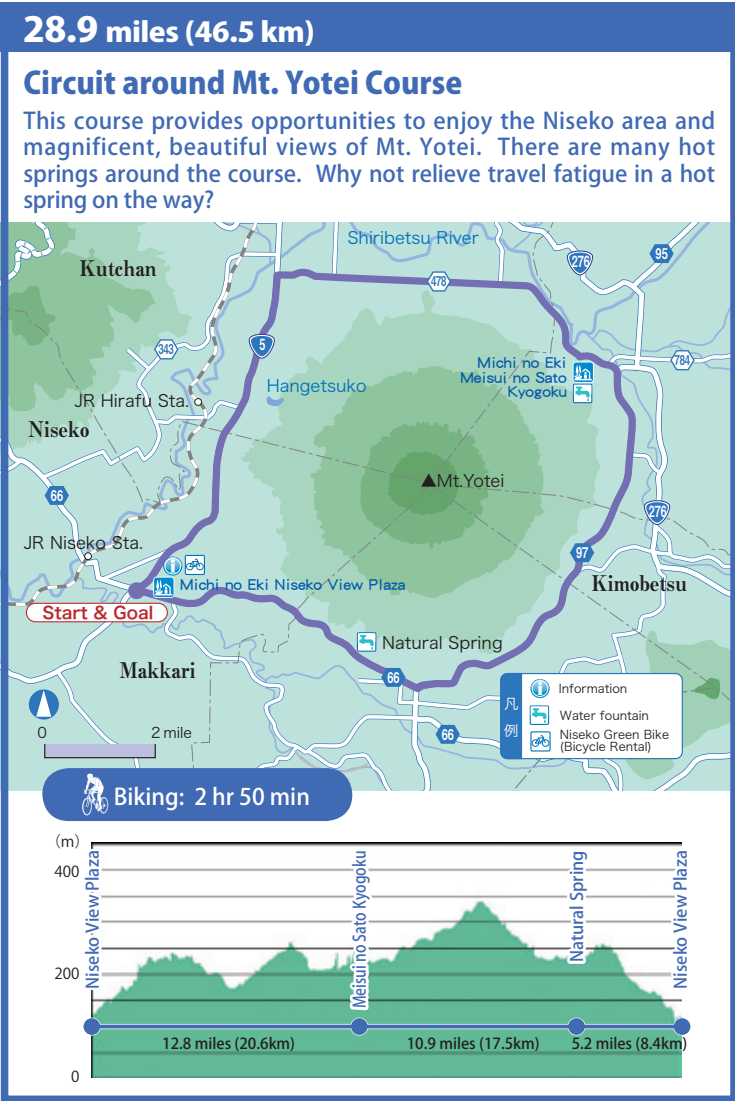 28.9 miles (46.5 km)
Circuit around Mt. Yotei Course
This course provides opportunities to enjoy the Niseko area and
magnificent, beautiful views of Mt. Yotei. There are many hot
springs around the course. Why not relieve travel fatigue in a hot
spring on the way?
Shiribetsu River
Kutchan
276
95
478
5
343
784
Michi no Eki
Meisui no Sato
Kyogoku
Hangetsuko
JR Hirafu Sta.
Niseko
Mt.Yotei
66
276
JR Niseko Sta.
97
Michi no Eki Niseko View Plaza
Kimobetsu
Start & Goal
Natural Spring
Makkari
66
凡例
Information
Water fountain
Niseko Green Bike
(Bicycle Rental)
66
0
2 mile
Biking: 2 hr 50 min
(m)
400
200
0
Niseko View Plaza
Meisui no Sato Kyogoku
Natural Spring
Niseko View Plaza
12.8 miles (20.6km)
10.9 miles (17.5km)
5.2 miles (8.4km)